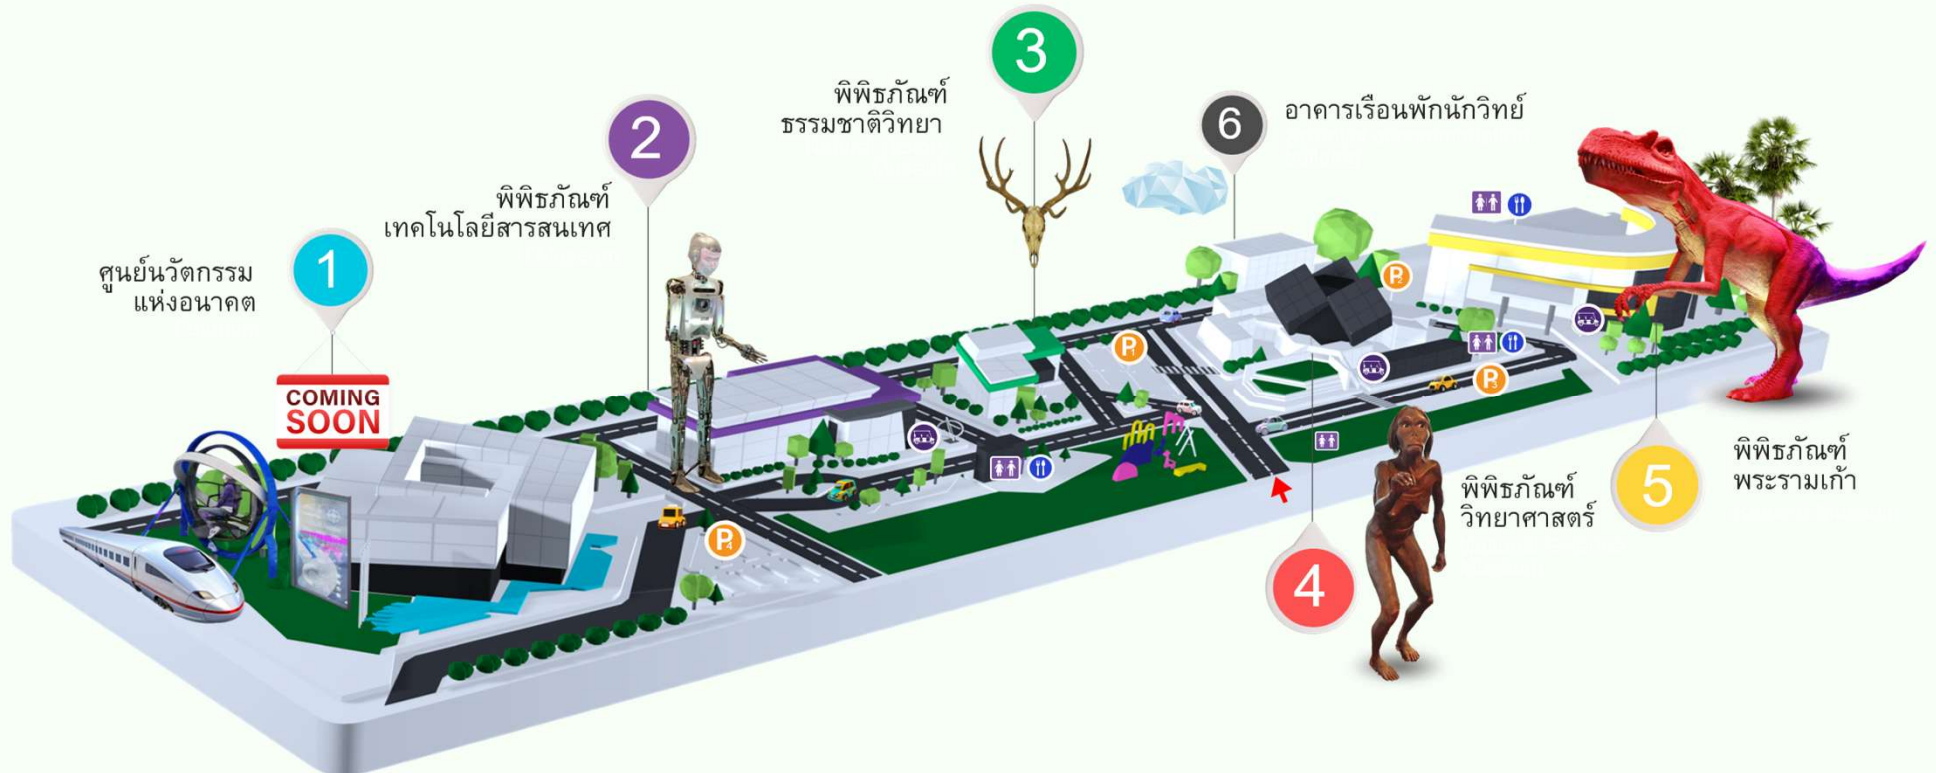 3
พิพิธภัณฑ์
ธรรมชาติวิทยา
6
อาคารเรือนพักนักวิทย์
2
พิพิธภัณฑ์
เทคโนโลยีสารสนเทศ
1
ศูนย์นวัตกรรม
แห่งอนาคต
COMING
SOON
P2
P1
P3
P4
4
พิพิธภัณฑ์
วิทยาศาสตร์
5
พิพิธภัณฑ์
พระรามเก้า